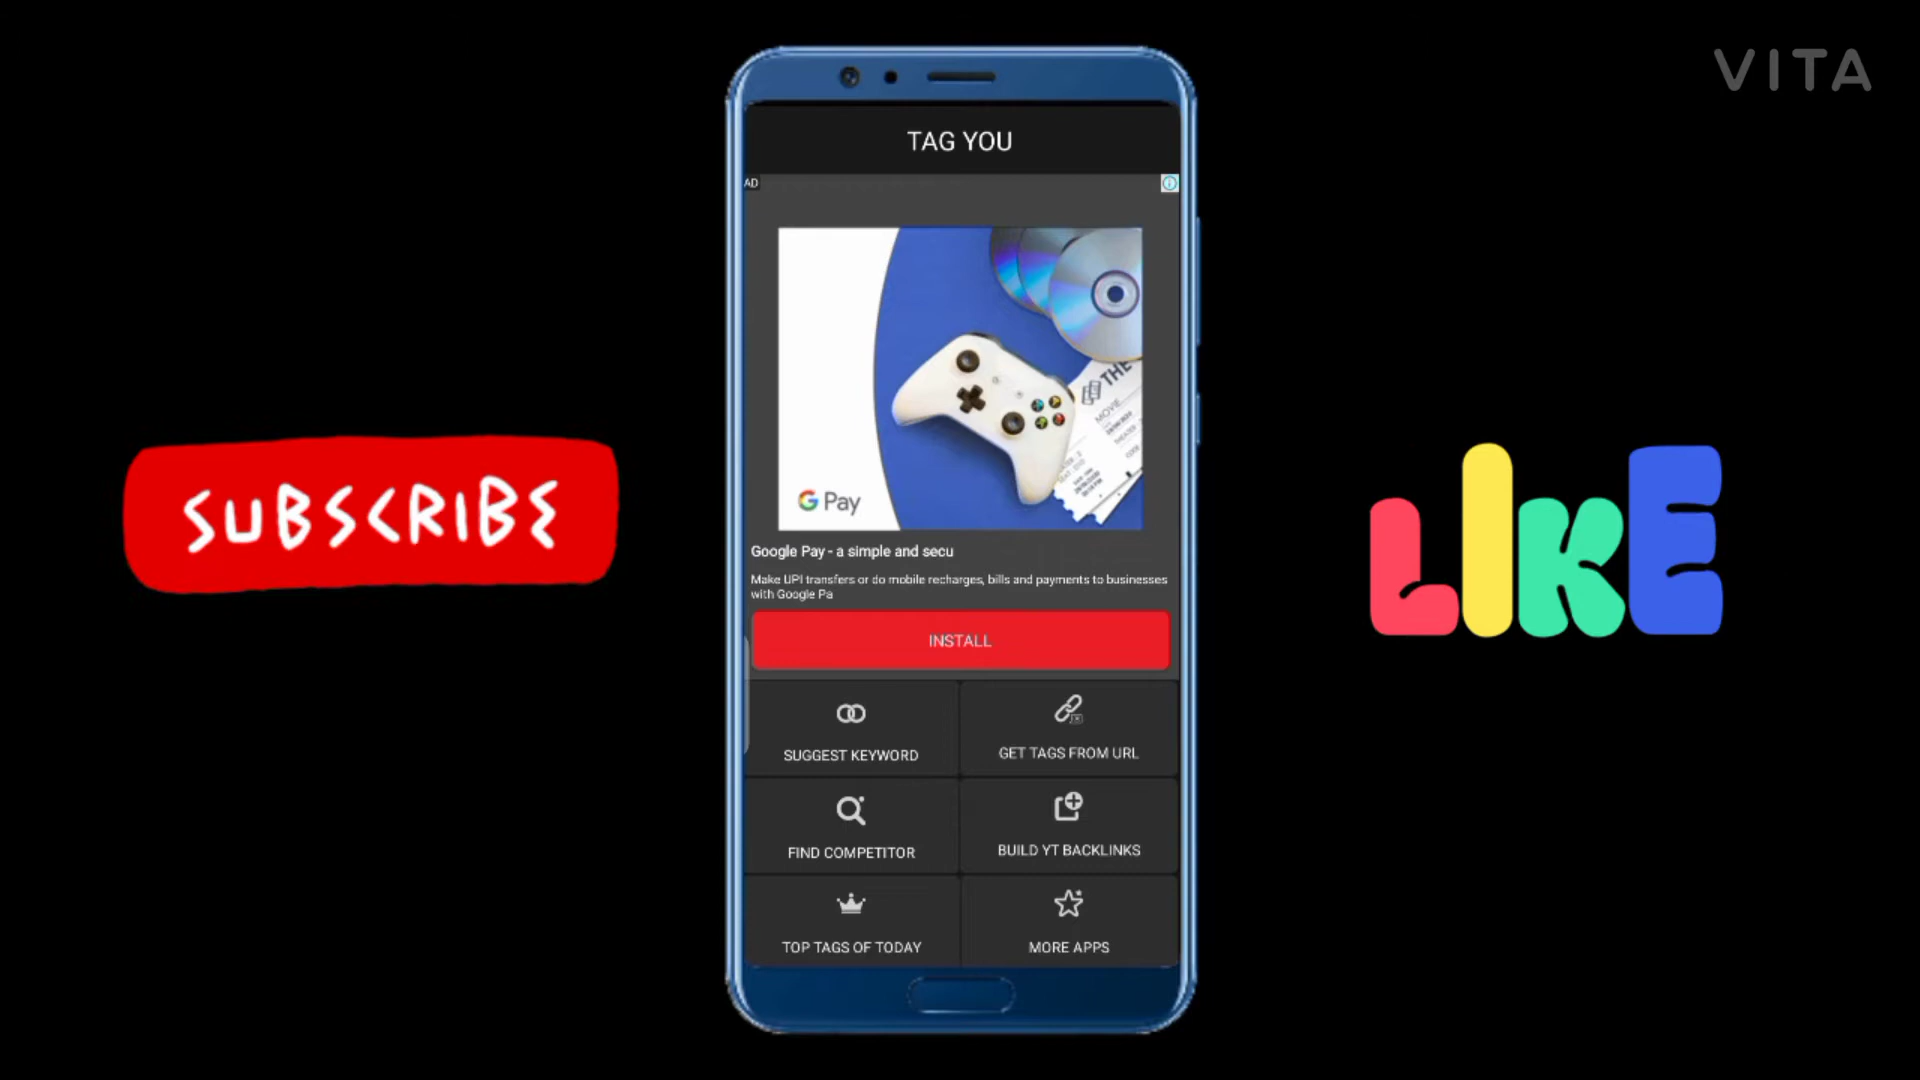 VITA
TAG YOU
AD
THE
MOVIE
G Pay
Google Pay - a simple and secu
Make UPI transfers or do mobile recharges, bills and payments to businesses
with Google Pa
INSTALL
SUBSCRIBE
LIKE
SUGGEST KEYWORD
GET TAGS FROM URL
FIND COMPETITOR
BUILD YT BACKLINKS
TOP TAGS OF TODAY
MORE APPS